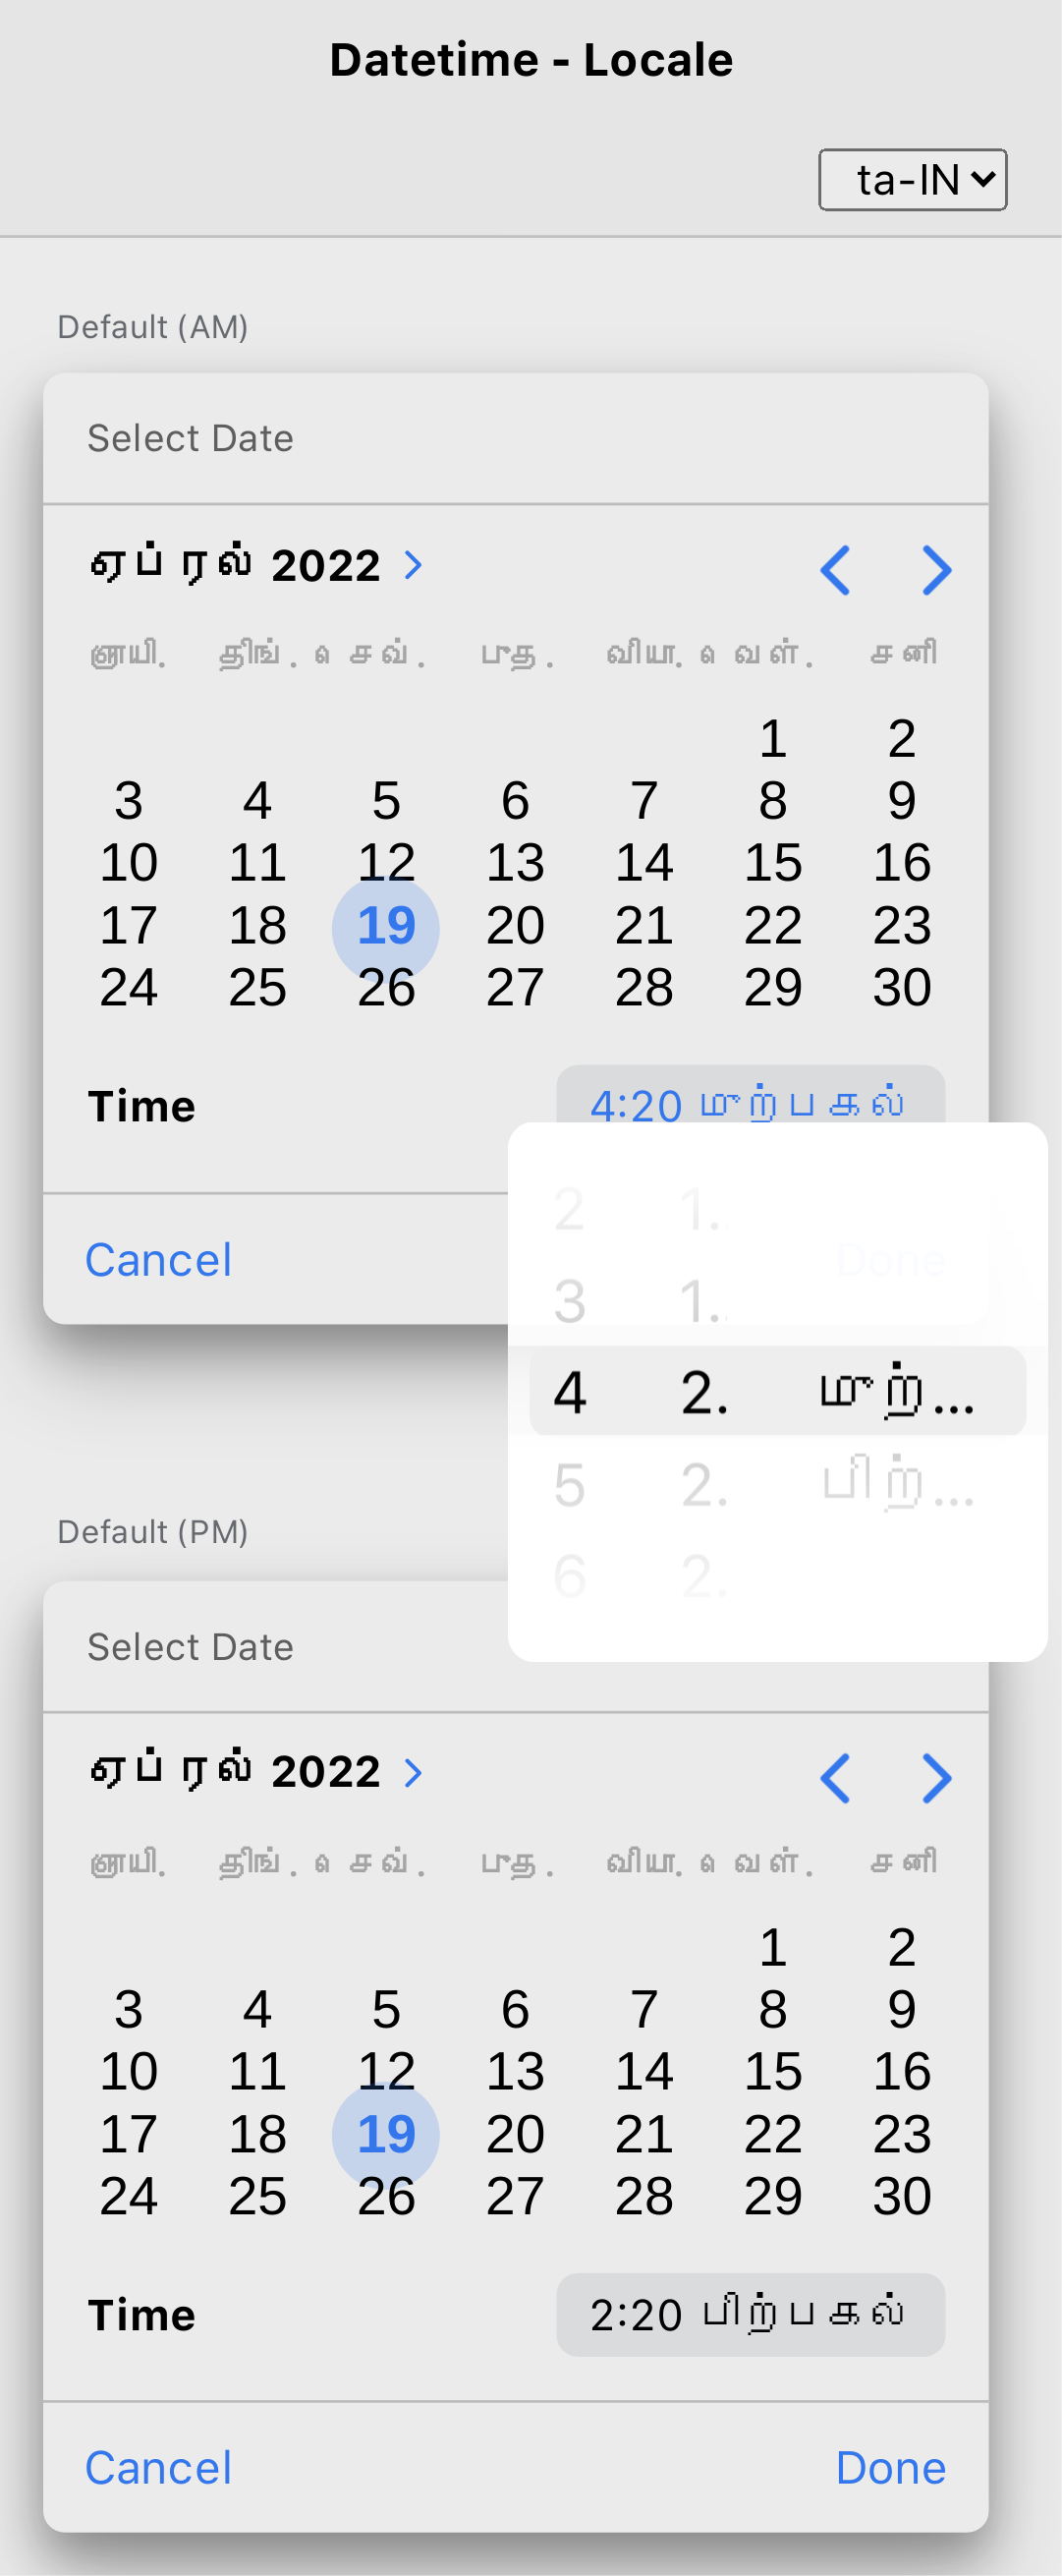 Datetime - Locale
ta-IN
Default (AM)
Select Date
ஏப்ரல் 2022
ஞாயி. திங். செவ். புத. வியா. வெள். சனி
1 2
3 4 5 6 7 8 9
10 11 12 13 14 15 16
17 18 19 20 21 22 23
24 25 26 27 28 29 30
Time 4:20 முற்பகல்
2 1..
Cancel Done
3 1..
4 2. முற்...
5 2. பிற்...
6 2.
Default (PM)
Select Date
ஏப்ரல் 2022
ஞாயி. திங். செவ். புத. வியா. வெள். சனி
1 2
3 4 5 6 7 8 9
10 11 12 13 14 15 16
17 18 19 20 21 22 23
24 25 26 27 28 29 30
Time 2:20 பிற்பகல்
Cancel Done